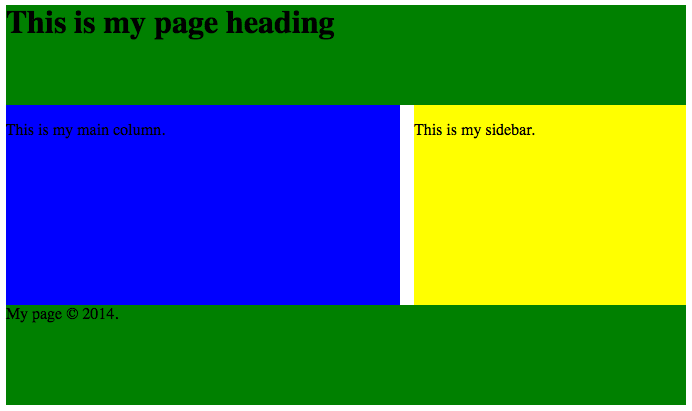 This is my page heading
This is my main column.
This is my sidebar.
My page © 2014.